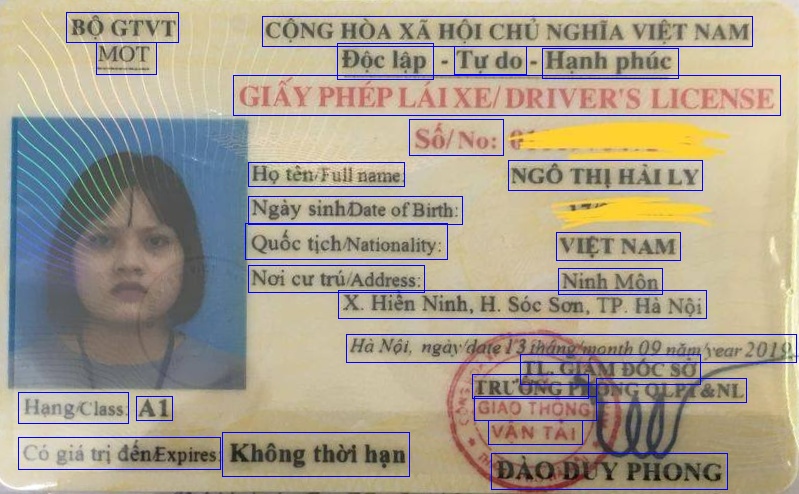 BỘ GTVT
MOT
CỘNG HÒA XÃ HỘI CHỦ NGHĨA VIỆT NAM
Độc lập - Tự do - Hạnh phúc
GIẤY PHÉP LÁI XE/ DRIVER'S LICENSE
Số/ No:
Họ tên/Full name: NGÔ THỊ HẢI LY
Ngày sinh/Date of Birth:
Quốc tịch/Nationality: VIỆT NAM
Nơi cư trú/Address: Ninh Môn
X. Hiền Ninh, H. Sóc Sơn, TP. Hà Nội
Hà Nội, ngày/date 13 tháng/month 09 năm/year 2019
TL. GIÁM ĐỐC SỞ
TRƯỞNG PHÒNG QLPT&NL
GIAO THÔNG
VẬN TẢI
Hạng/Class: A1
Có giá trị đến/Expires: Không thời hạn
ĐÀO DUY PHONG